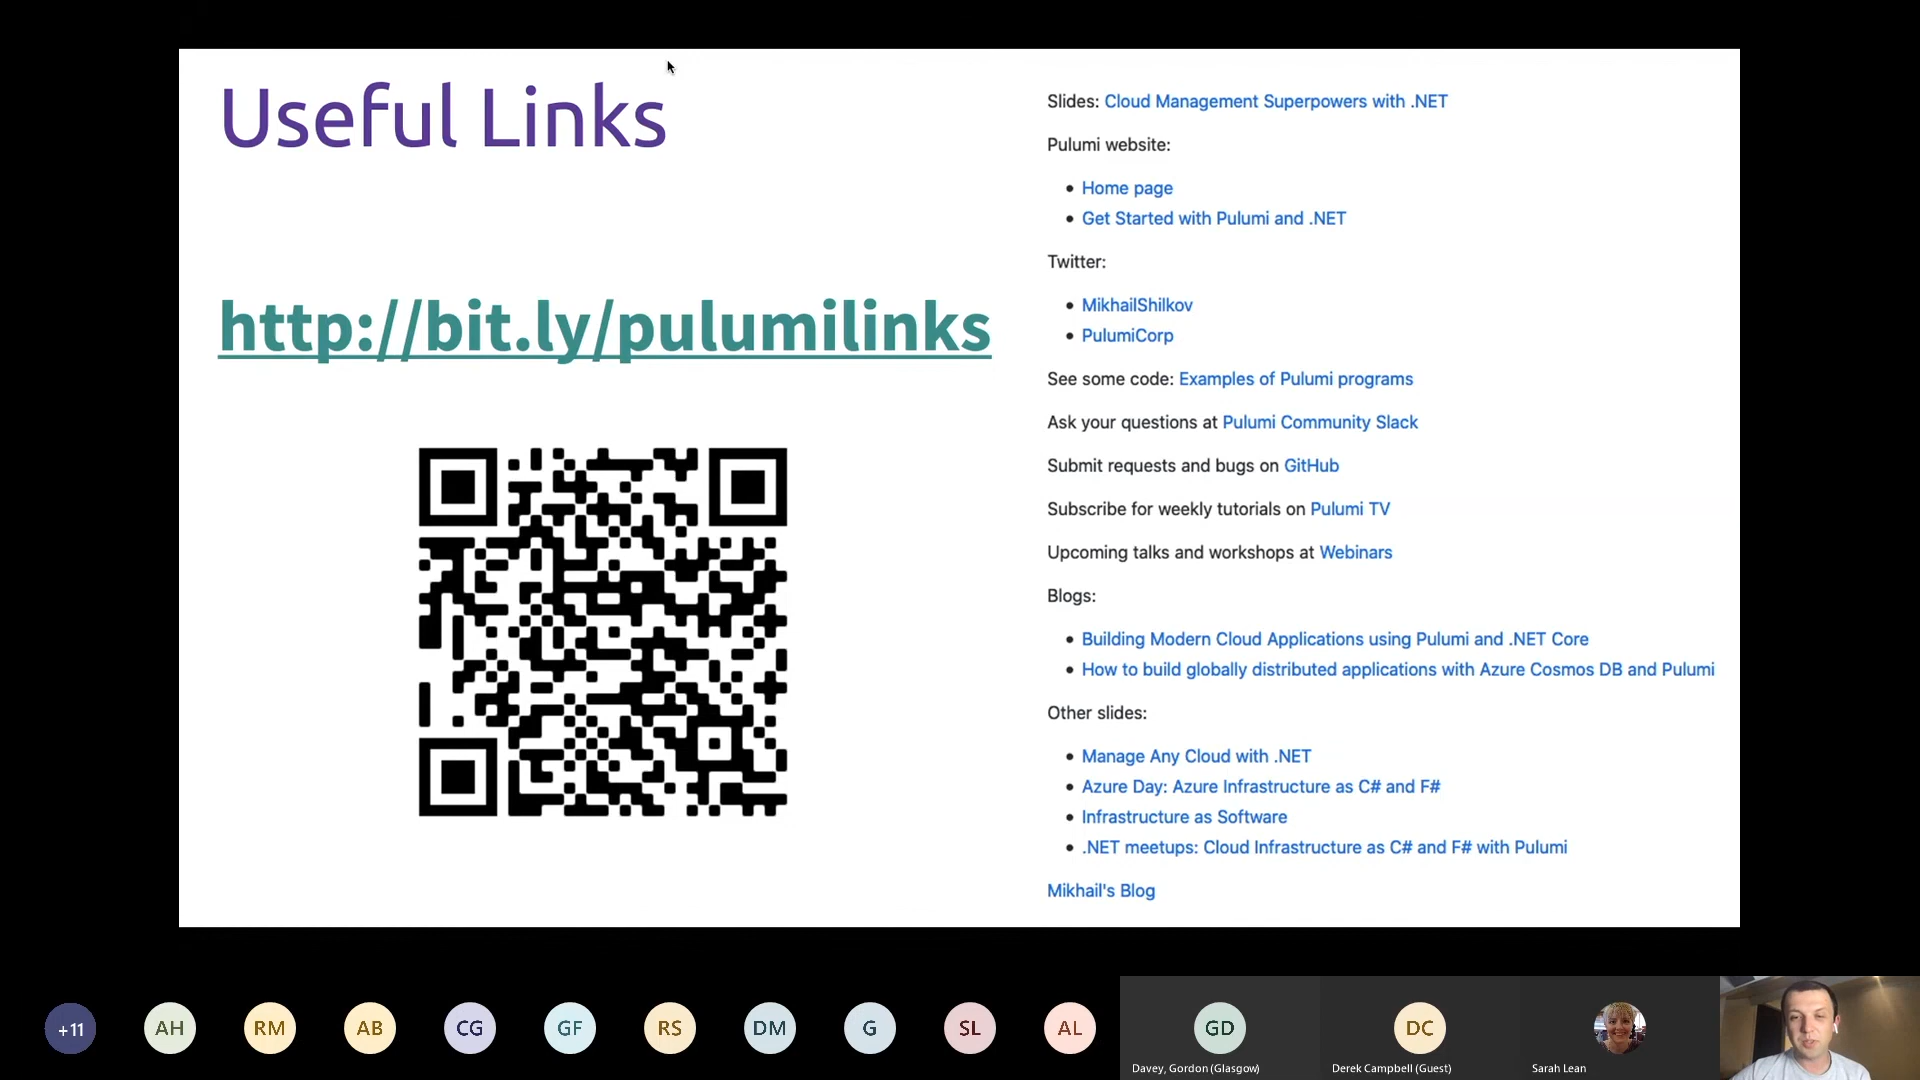 Useful Links
http://bit.ly/pulumilinks
Slides: Cloud Management Superpowers with .NET
Pulumi website:
Home page
Get Started with Pulumi and .NET
Twitter:
MikhailShilkov
PulumiCorp
See some code: Examples of Pulumi programs
Ask your questions at Pulumi Community Slack
Submit requests and bugs on GitHub
Subscribe for weekly tutorials on Pulumi TV
Upcoming talks and workshops at Webinars
Blogs:
Building Modern Cloud Applications using Pulumi and .NET Core
How to build globally distributed applications with Azure Cosmos DB and Pulumi
Other slides:
Manage Any Cloud with .NET
Azure Day: Azure Infrastructure as C# and F#
Infrastructure as Software
.NET meetups: Cloud Infrastructure as C# and F# with Pulumi
Mikhail's Blog
+11
AH
RM
AB
CG
GF
RS
DM
G
SL
AL
GD
DC
Davey, Gordon (Glasgow)
Derek Campbell (Guest)
Sarah Lean